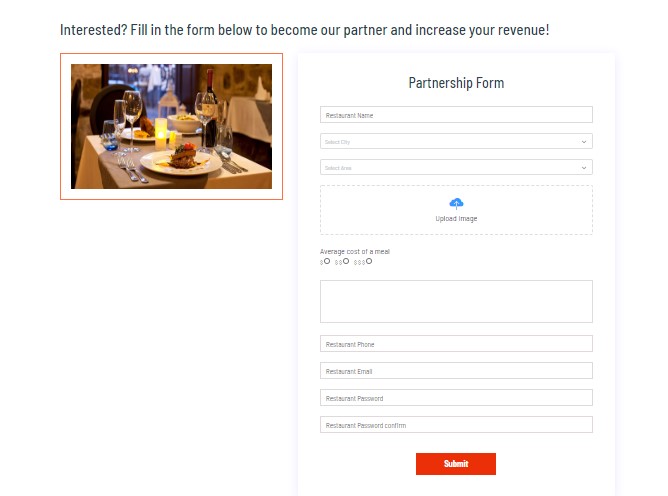 Interested? Fill in the form below to become our partner and increase your revenue!
Partnership Form
Restaurant Name
Select City
Select Area
Upload image
Average cost of a meal
$ $$ $$$
Restaurant Phone
Restaurant Email
Restaurant Password
Restaurant Password confirm
Submit